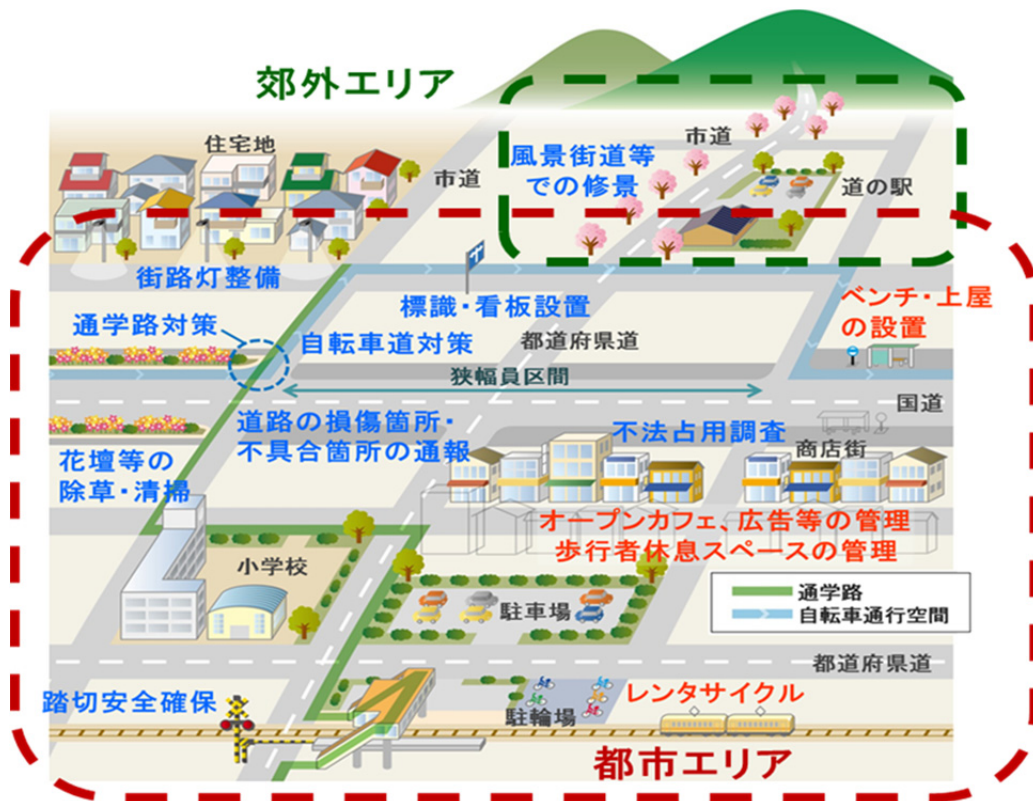 郊外エリア
住宅地
市道
市道
風景街道等
での修景
道の駅
街路灯整備
標識・看板設置
ベンチ・上屋
の設置
通学路対策
自転車道対策
都道府県道
狭幅員区間
国道
道路の損傷箇所・
不具合箇所の通報
不法占用調査
商店街
花壇等の
除草・清掃
オープンカフェ、広告等の管理
歩行者休息スペースの管理
小学校
駐車場
通学路
自転車通行空間
都道府県道
踏切安全確保
駐輪場
レンタサイクル
都市エリア